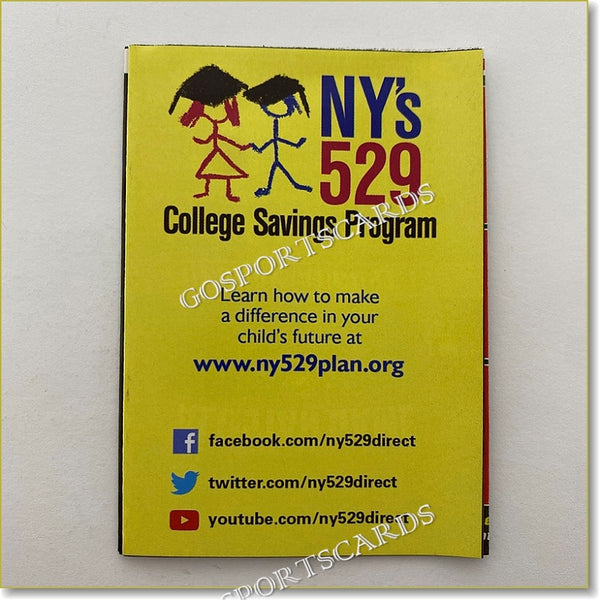 NY's
529
College Savings Program
GOSPORTSCARDS
Learn how to make
a difference in your
child's future at
www.ny529plan.org
facebook.com/ny529direct
twitter.com/ny529direct
youtube.com/ny529direct
GOSPORTSCARDS